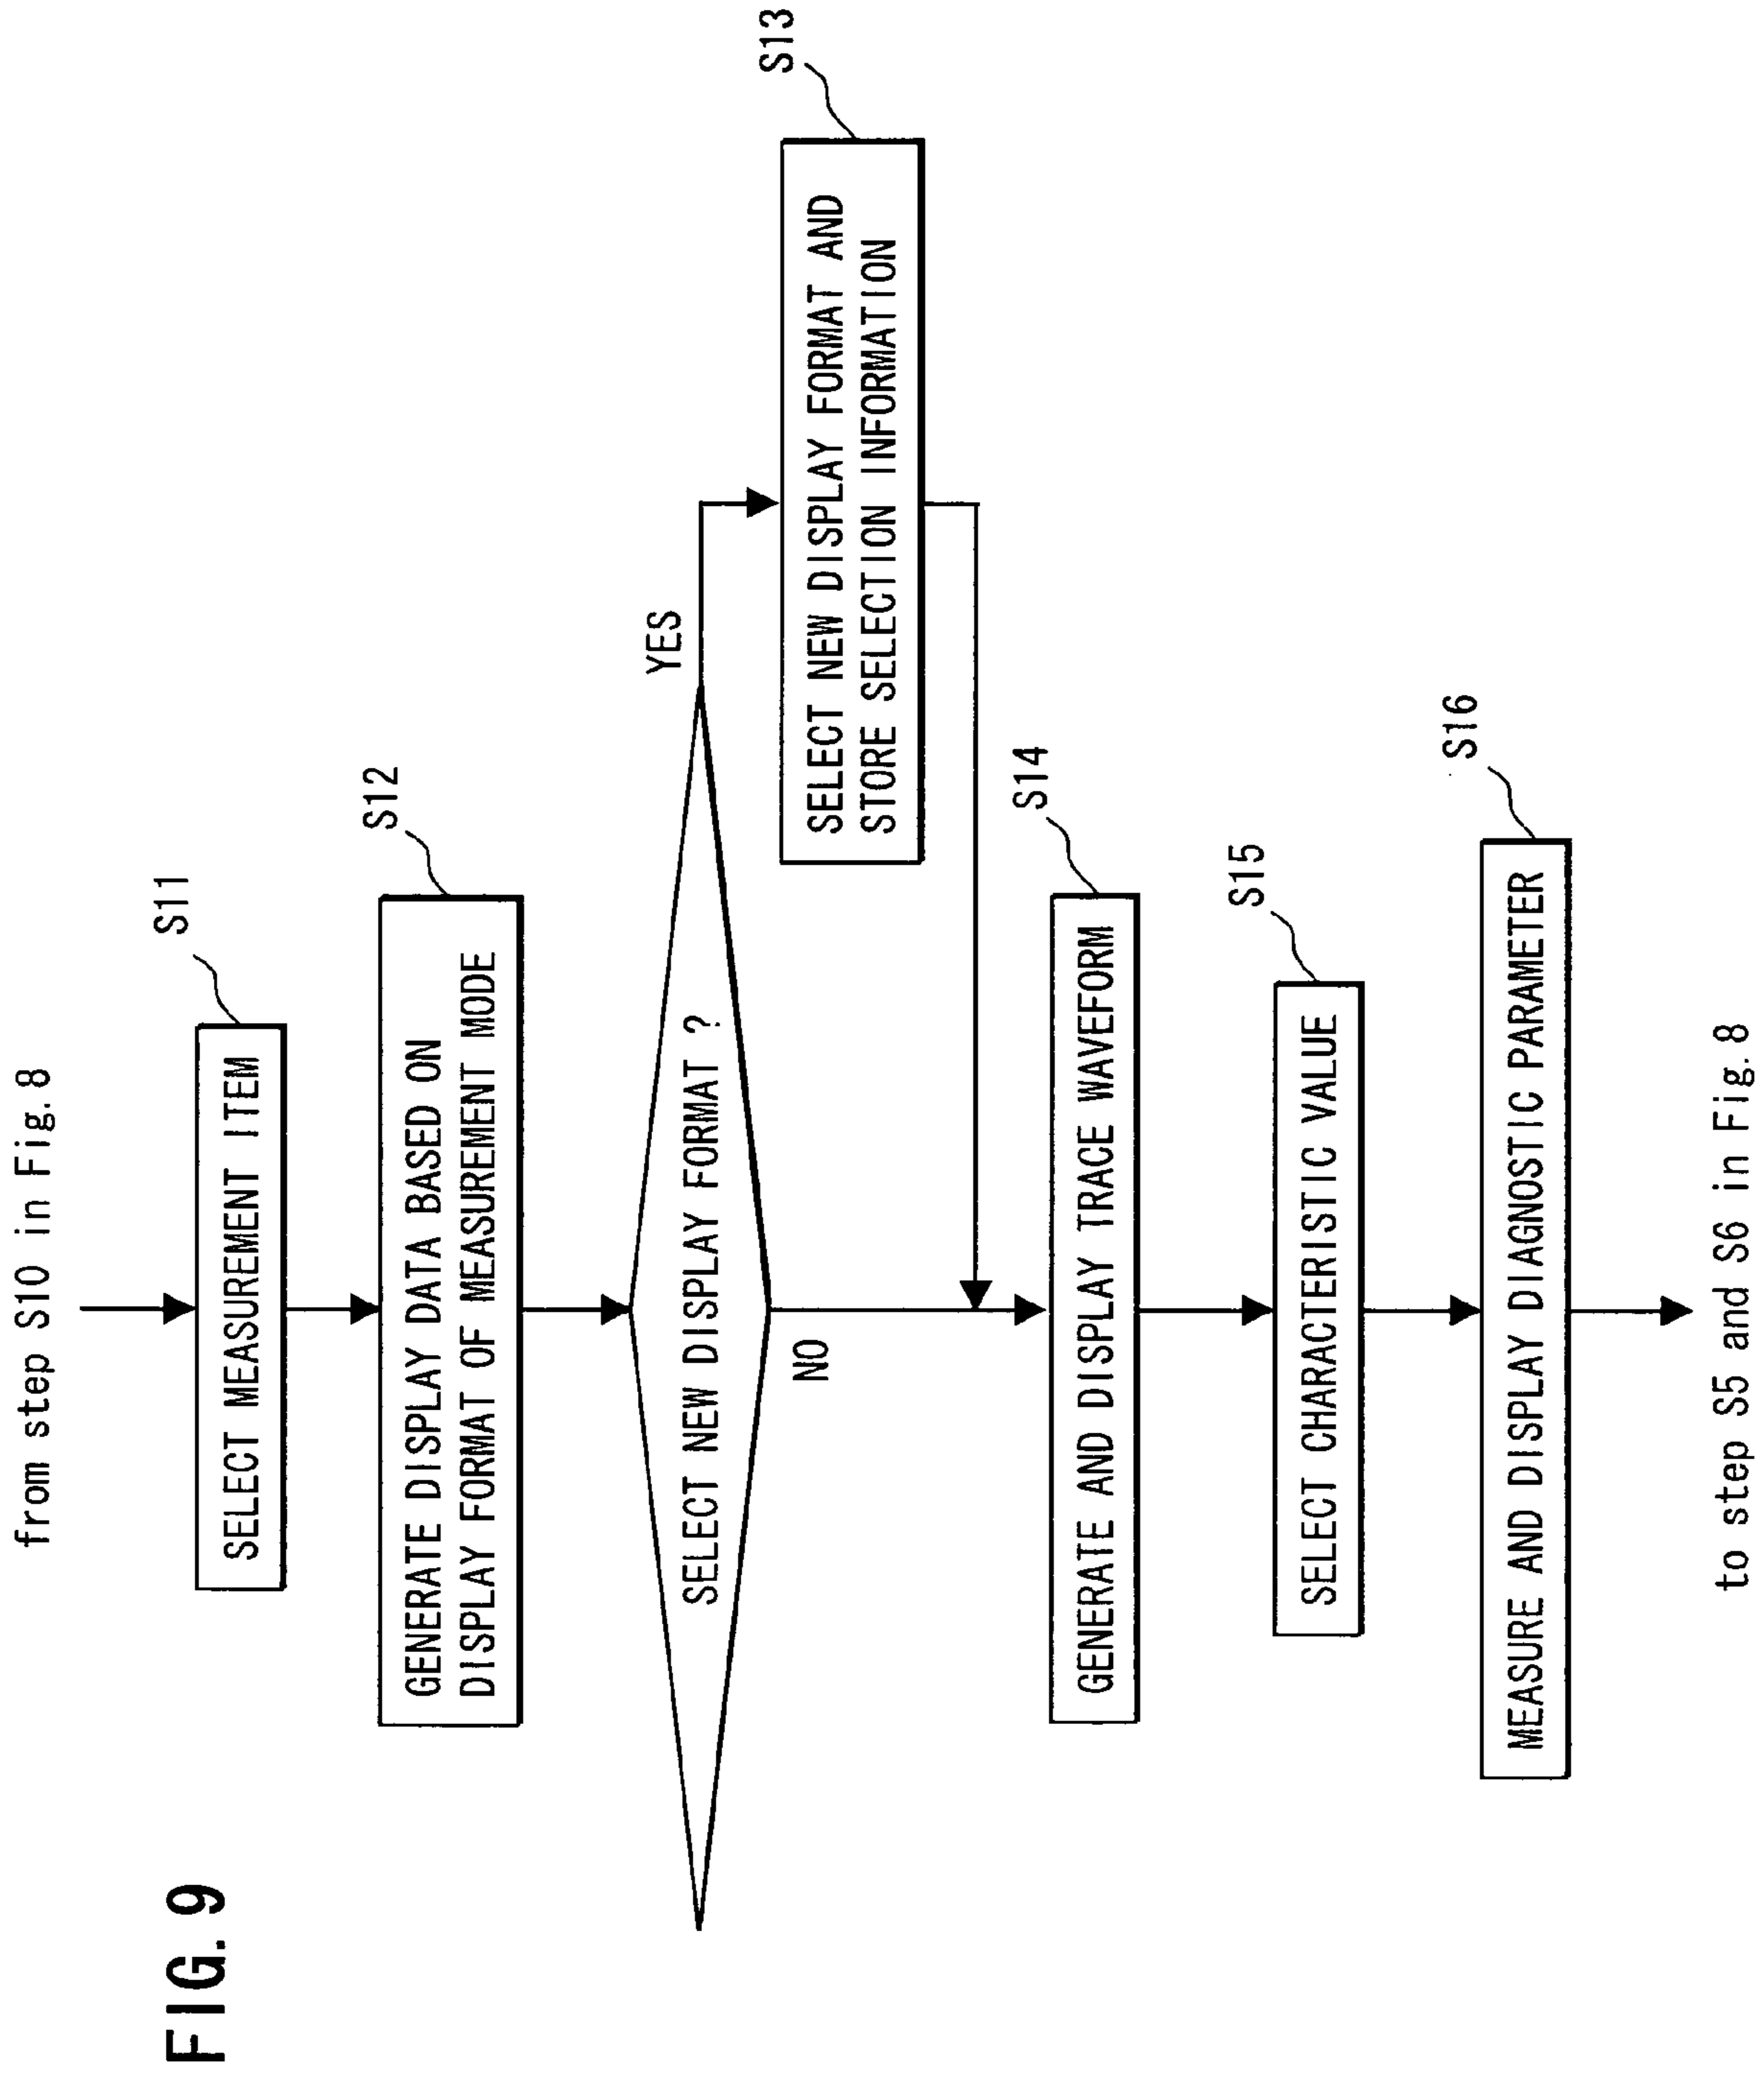 FIG. 9
from step S10 in Fig. 8
S11
SELECT MEASUREMENT ITEM
S12
GENERATE DISPLAY DATA BASED ON
DISPLAY FORMAT OF MEASUREMENT MODE
SELECT NEW DISPLAY FORMAT ?
YES
NO
S13
SELECT NEW DISPLAY FORMAT AND
STORE SELECTION INFORMATION
S14
GENERATE AND DISPLAY TRACE WAVEFORM
S15
SELECT CHARACTERISTIC VALUE
S16
MEASURE AND DISPLAY DIAGNOSTIC PARAMETER
to step S5 and S6 in Fig. 8